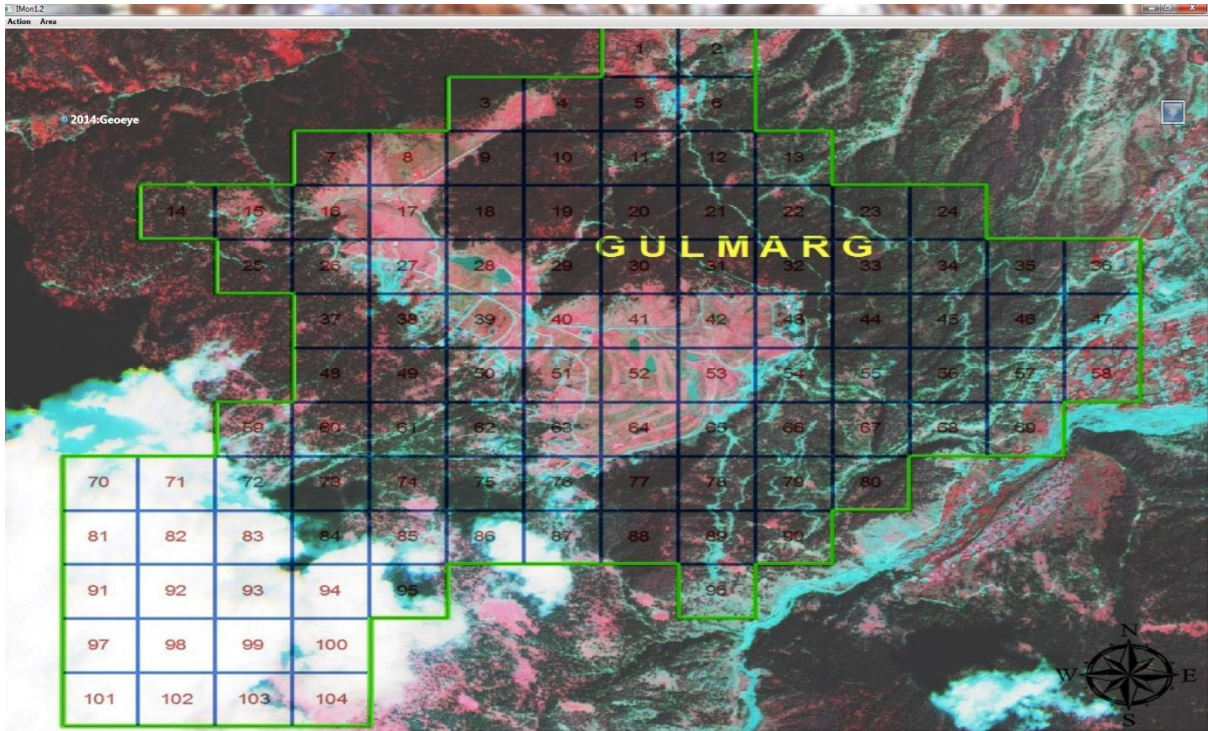 IMon1.2
Action Area
1 2
3 4 5 6
2014:Geoeye
7 8 9 10 11 12 13
14 15 16 17 18 19 20 21 22 23 24
GULMARG
25 26 27 28 29 30 31 32 33 34 35 36
37 38 39 40 41 42 43 44 45 46 47
48 49 50 51 52 53 54 55 56 57 58
59 60 61 62 63 64 65 66 67 68 69
70 71 72 73 74 75 76 77 78 79 80
81 82 83 84 85 86 87 88 89 90
91 92 93 94 95 96
97 98 99 100
N
W E
101 102 103 104
S